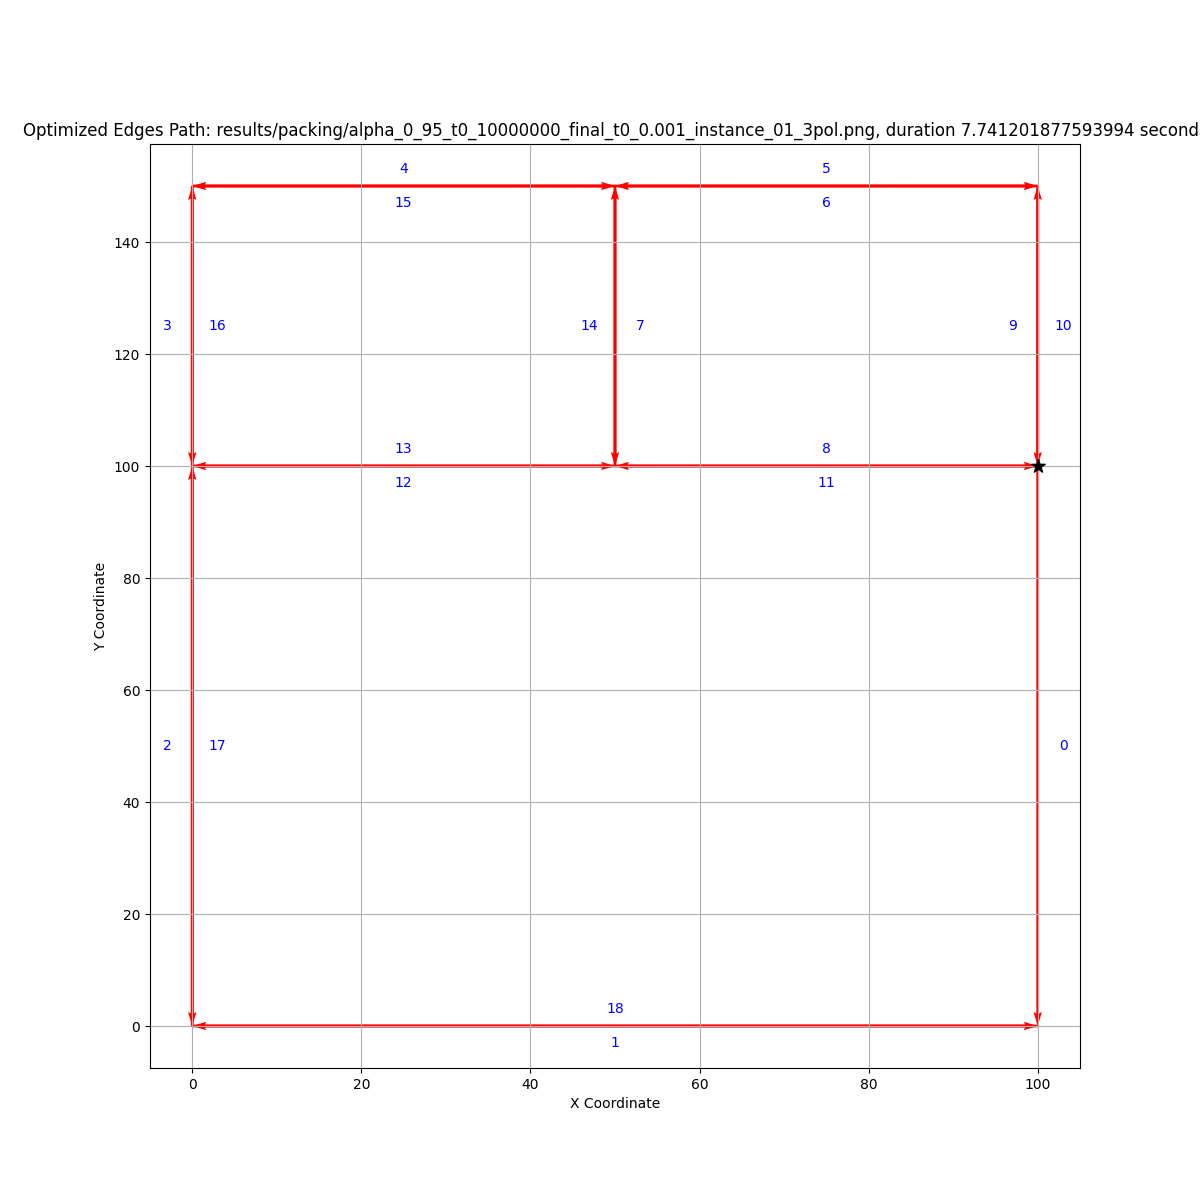 Optimized Edges Path: results/packing/alpha_0_95_t0_10000000_final_t0_0.001_instance_01_3pol.png, duration 7.741201877593994 second
4 5
15 6
140
3 16 14 7 9 10
120
13 8
100
12 11
80
Y Coordinate
60
2 17 0
40
20
18
0
1
0 20 40 60 80 100
X Coordinate